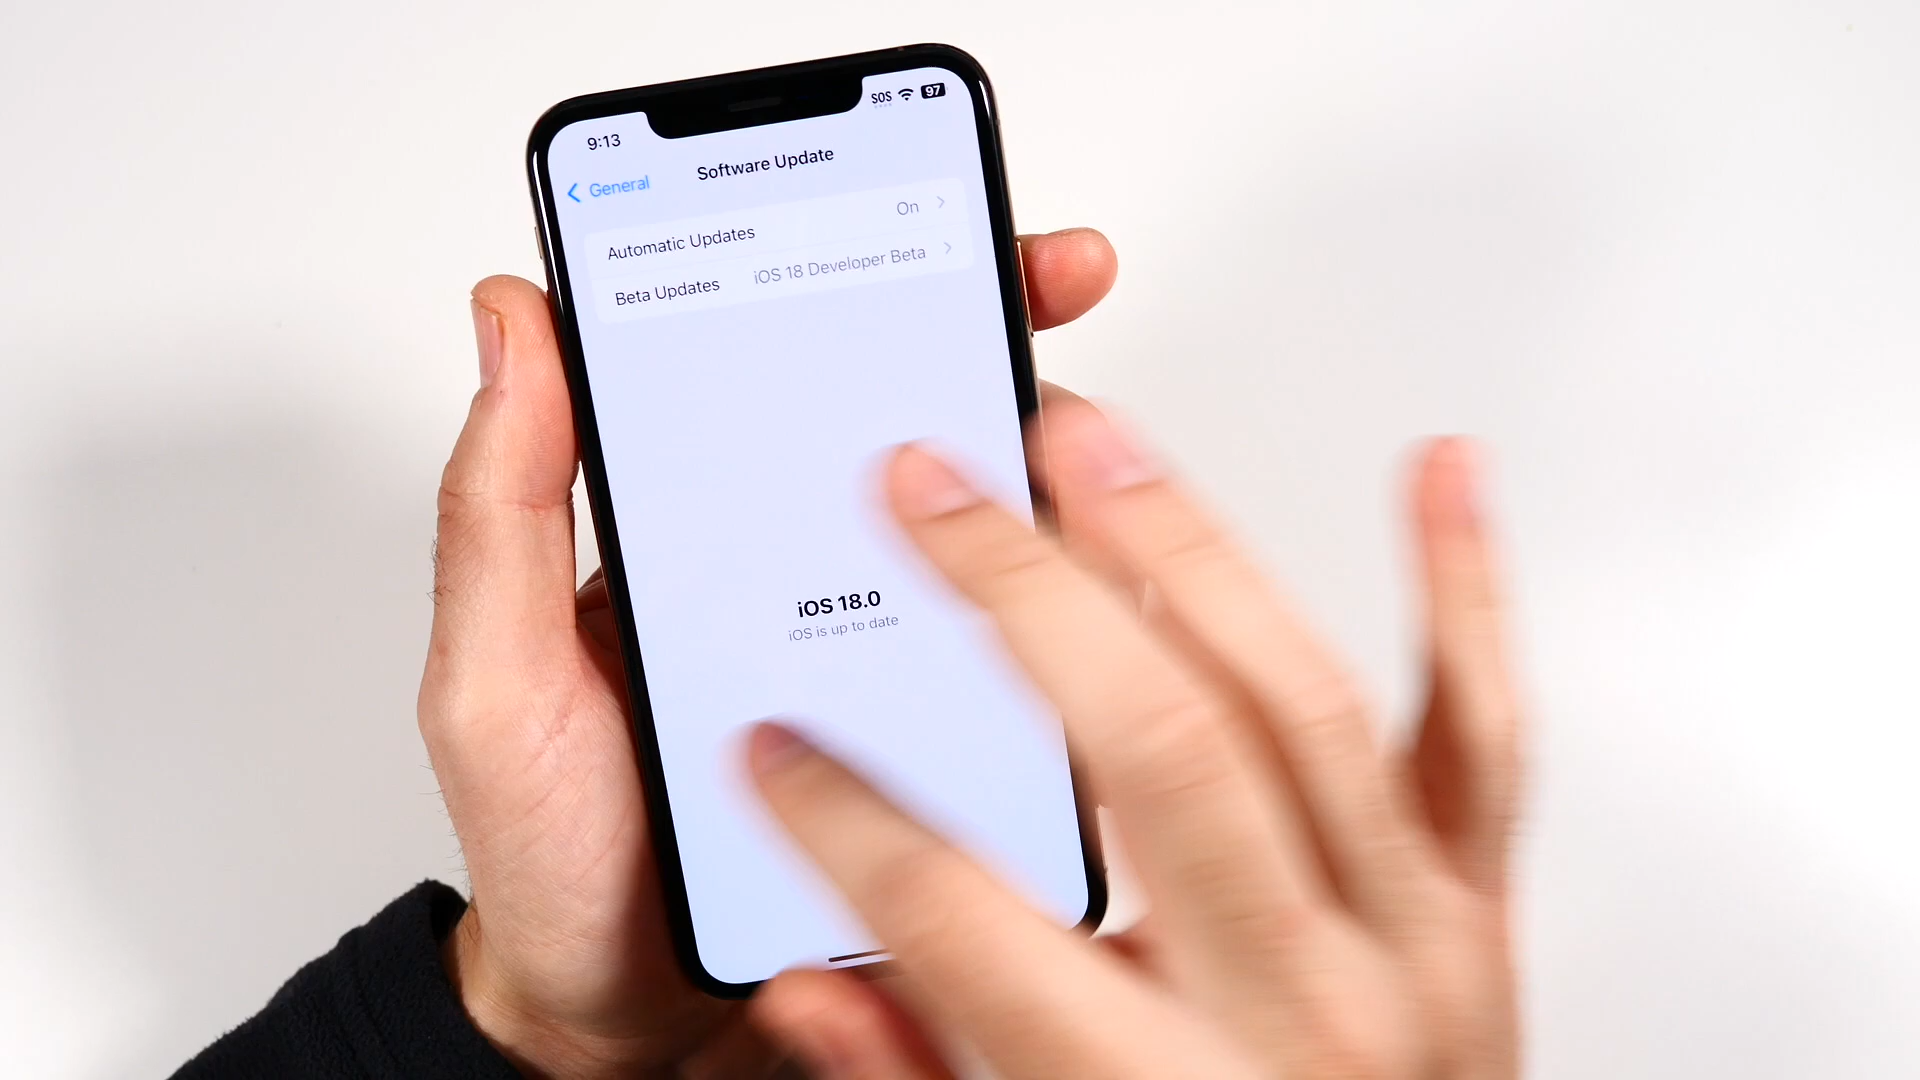 9:13
SOS 97
General
Software Update
Automatic Updates On
Beta Updates iOS 18 Developer Beta
iOS 18.0
iOS is up to date